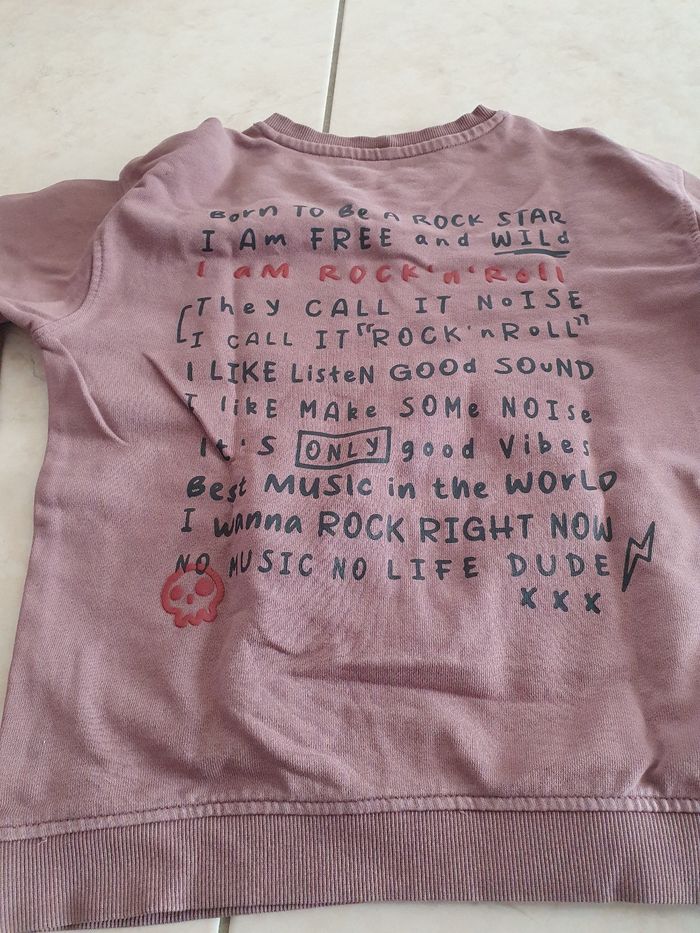 Born To Be A ROCK STAR
I Am FREE and WILd
I aM ROCK'n'Roll
They CALL IT NoISE
I CALL IT "ROCK'nRoLL"
I LIKE ListeN GOOd SOuND
I likE MAke SOMe NOIse
It's ONLY good Vibes
Best MUSIC in the WORLD
I wanna ROCK RIGHT NOW
NO MUSIC NO LIFE DUDE
XXX